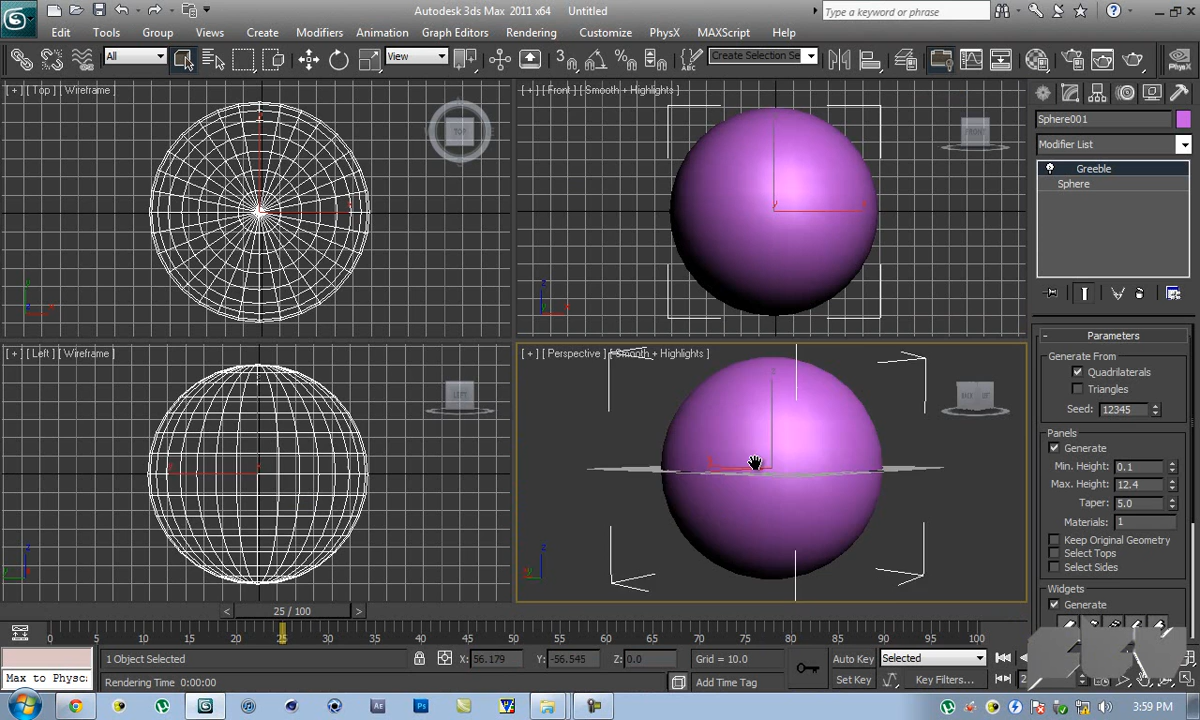 Autodesk 3ds Max 2011 x64 Untitled
Type a keyword or phrase
Edit Tools Group Views Create Modifiers Animation Graph Editors Rendering Customize PhysX MAXScript Help
All View Create Selection Se PhysX
[ + ] [ Top ] [ Wireframe ]
TOP
[ + ] [ Front ] [ Smooth + Highlights ]
FRONT
Sphere001
Modifier List
Greeble
Sphere
[ + ] [ Left ] [ Wireframe ]
LEFT
[ + ] [ Perspective ] [ Smooth + Highlights ]
- Parameters
Generate From
Quadrilaterals
Triangles
Seed: 12345
Panels
Generate
Min. Height: 0.1
Max. Height: 12.4
Taper: 5.0
Materials: 1
Keep Original Geometry
Select Tops
Select Sides
Widgets
Generate
< 25 / 100 >
0 5 10 15 20 25 30 35 40 45 50 55 60 65 70 75 80 85 90 95 100
1 Object Selected X: 56.179 Y: -56.545 Z: 0.0 Grid = 10.0 Auto Key Selected
Max to Physc: Rendering Time 0:00:00 Add Time Tag Set Key Key Filters...
Ae Ps
3:59 PM